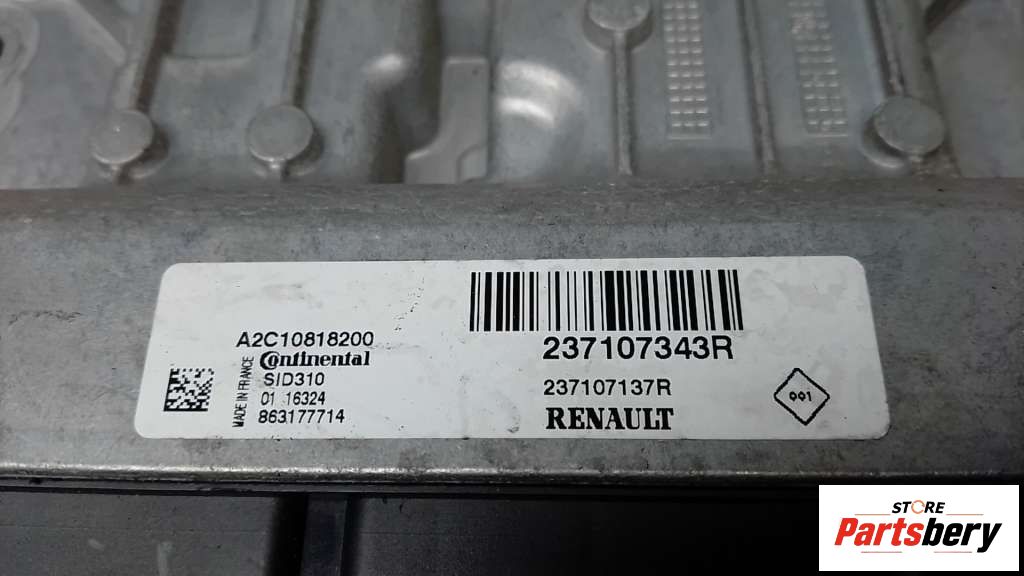 A2C10818200
Continental
SID310
01 16324
863177714
MADE IN FRANCE
237107343R
237107137R
RENAULT
001
STORE
Partsbery